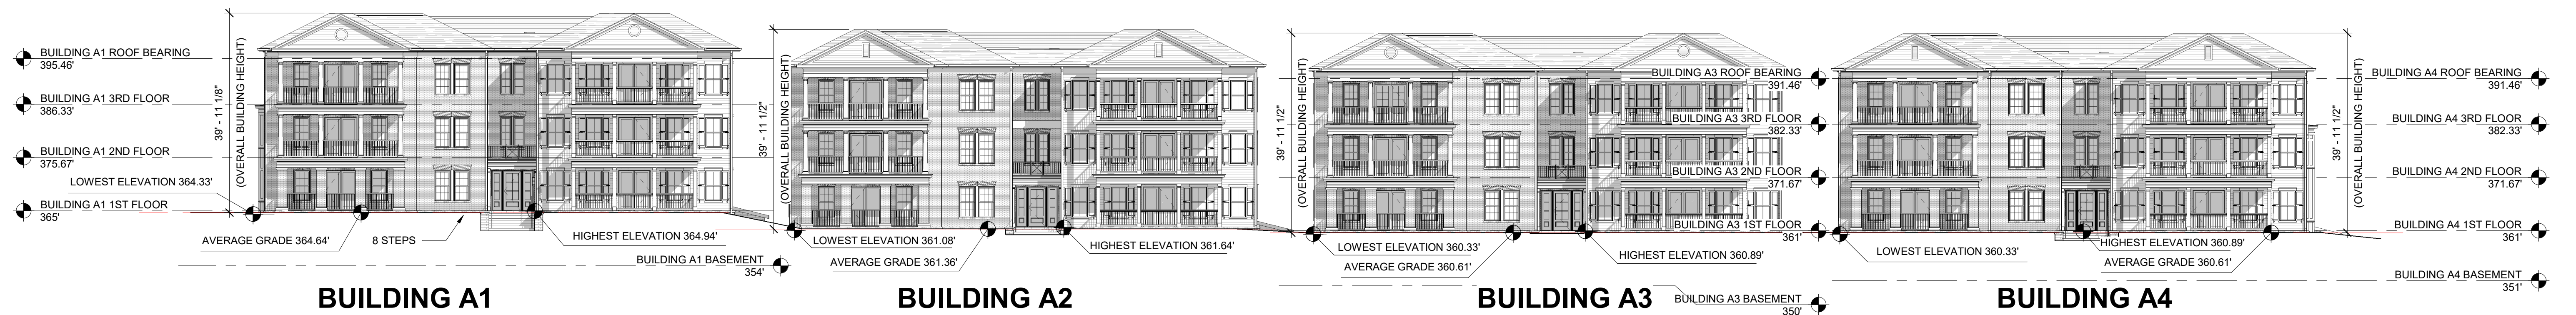 BUILDING A1 ROOF BEARING
395.46'
BUILDING A1 3RD FLOOR
386.33'
BUILDING A1 2ND FLOOR
375.67'
LOWEST ELEVATION 364.33'
BUILDING A1 1ST FLOOR
365'
39' - 11 1/8"
(OVERALL BUILDING HEIGHT)
AVERAGE GRADE 364.64'
8 STEPS
HIGHEST ELEVATION 364.94'
BUILDING A1 BASEMENT
354'
BUILDING A1
39' - 11 1/2"
(OVERALL BUILDING HEIGHT)
LOWEST ELEVATION 361.08'
AVERAGE GRADE 361.36'
HIGHEST ELEVATION 361.64'
BUILDING A2
39' - 11 1/2"
(OVERALL BUILDING HEIGHT)
BUILDING A3 ROOF BEARING
391.46'
BUILDING A3 3RD FLOOR
382.33'
BUILDING A3 2ND FLOOR
371.67'
BUILDING A3 1ST FLOOR
361'
LOWEST ELEVATION 360.33'
AVERAGE GRADE 360.61'
HIGHEST ELEVATION 360.89'
BUILDING A3 BASEMENT
350'
BUILDING A3
LOWEST ELEVATION 360.33'
HIGHEST ELEVATION 360.89'
AVERAGE GRADE 360.61'
39' - 11 1/2"
(OVERALL BUILDING HEIGHT)
BUILDING A4 ROOF BEARING
391.46'
BUILDING A4 3RD FLOOR
382.33'
BUILDING A4 2ND FLOOR
371.67'
BUILDING A4 1ST FLOOR
361'
BUILDING A4 BASEMENT
351'
BUILDING A4